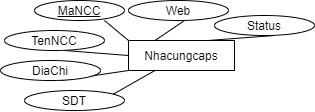 MaNCC
Web
Status
TenNCC
Nhacungcaps
DiaChi
SDT